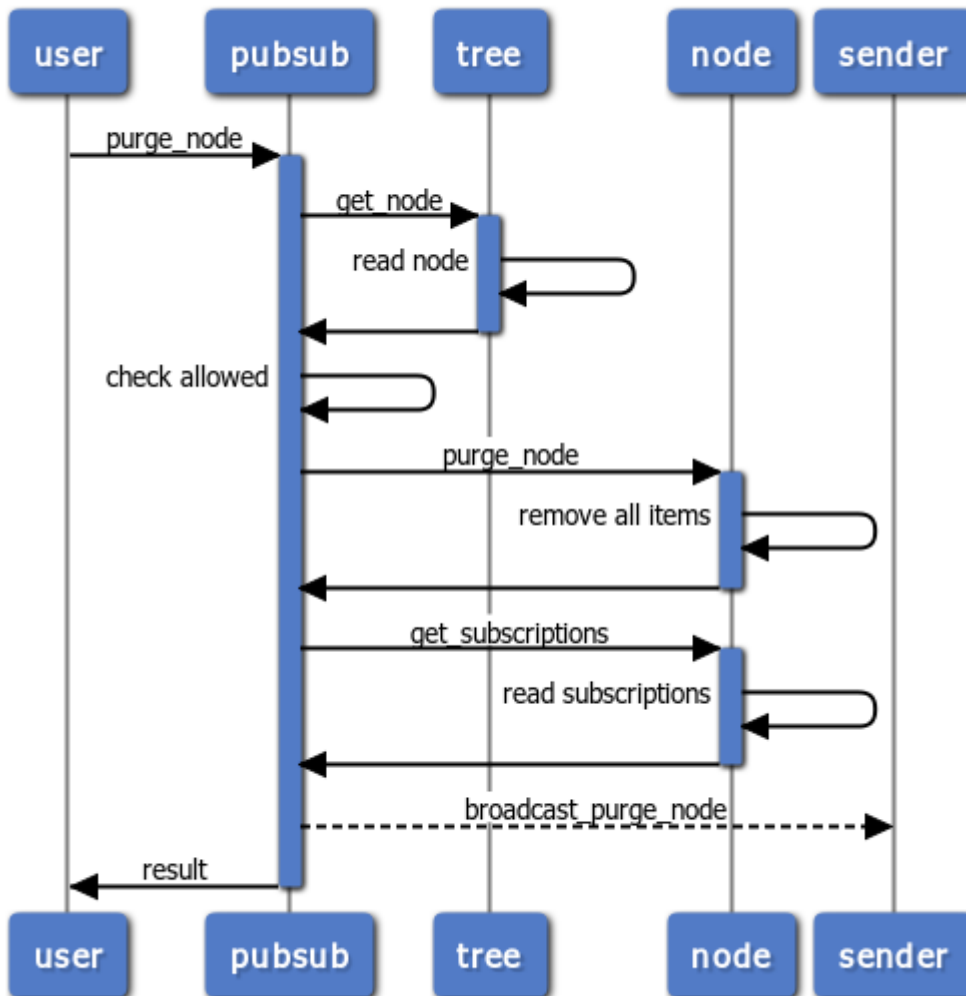 user pubsub tree node sender
purge_node
get_node
read node
check allowed
purge_node
remove all items
get_subscriptions
read subscriptions
broadcast_purge_node
result
user pubsub tree node sender